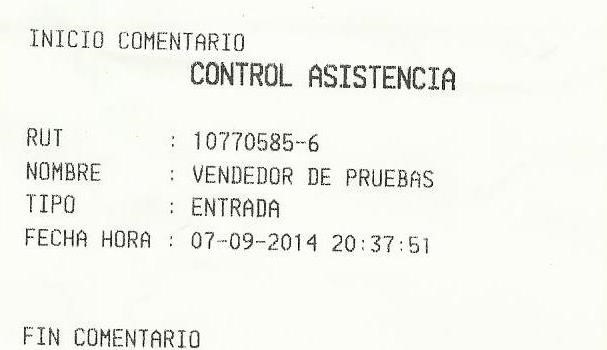 INICIO COMENTARIO
CONTROL ASISTENCIA
RUT : 10770585-6
NOMBRE : VENDEDOR DE PRUEBAS
TIPO : ENTRADA
FECHA HORA : 07-09-2014 20:37:51
FIN COMENTARIO